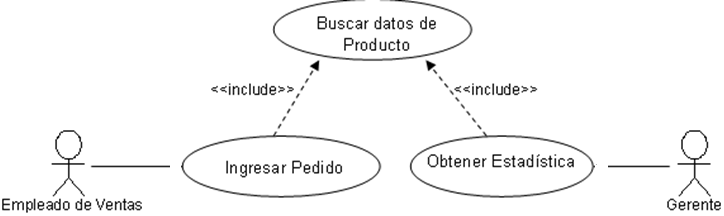 Buscar datos de
Producto
<<include>>
<<include>>
Ingresar Pedido
Obtener Estadística
Empleado de Ventas
Gerente